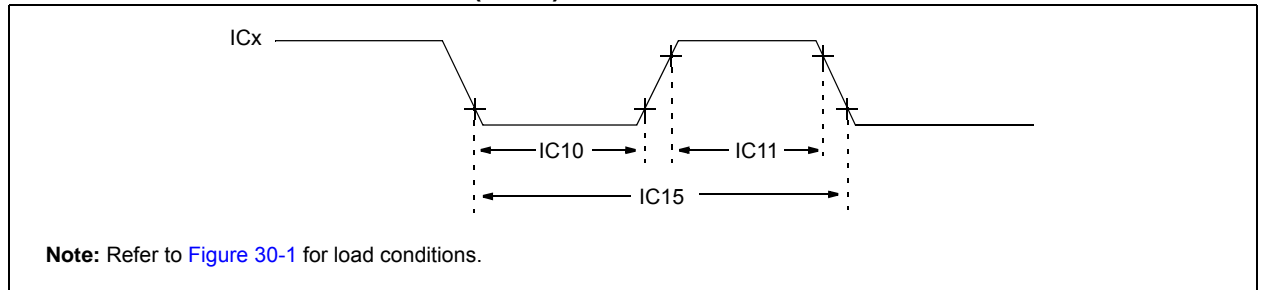 ICx
IC10
IC11
IC15
Note: Refer to Figure 30-1 for load conditions.